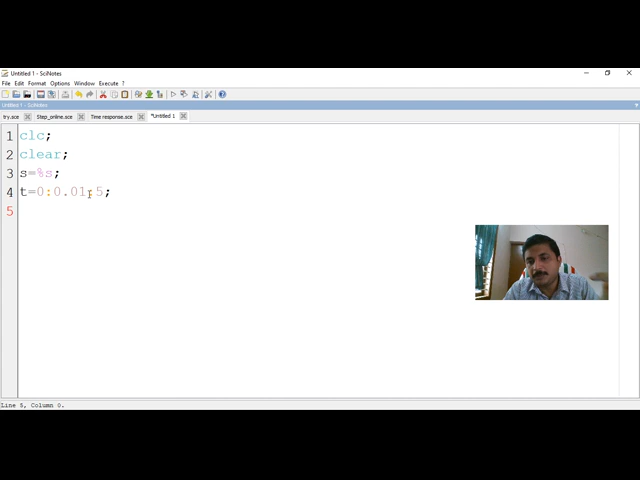 Untitled 1 - SciNotes
File Edit Format Options Window Execute ?
Untitled 1 - SciNotes
try.sce Step_online.sce Time response.sce *Untitled 1
1 clc;
2 clear;
3 s=%s;
4 t=0:0.01:5;
5
Line 5, Column 0.